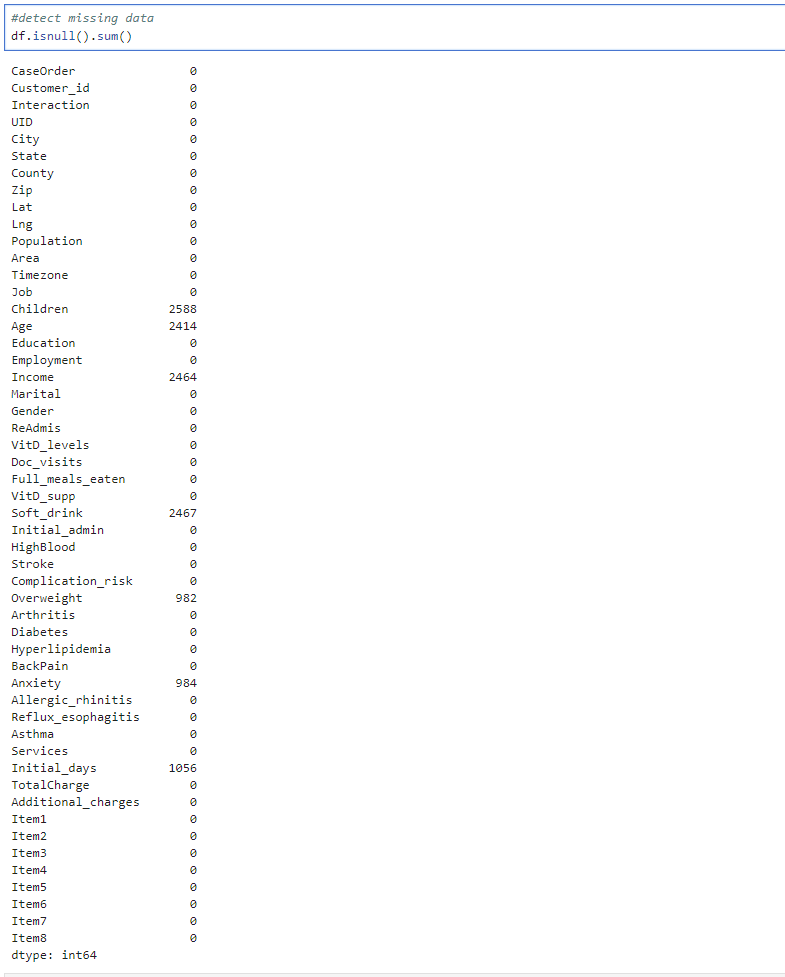 #detect missing data
df.isnull().sum()
CaseOrder 0
Customer_id 0
Interaction 0
UID 0
City 0
State 0
County 0
Zip 0
Lat 0
Lng 0
Population 0
Area 0
Timezone 0
Job 0
Children 2588
Age 2414
Education 0
Employment 0
Income 2464
Marital 0
Gender 0
ReAdmis 0
VitD_levels 0
Doc_visits 0
Full_meals_eaten 0
VitD_supp 0
Soft_drink 2467
Initial_admin 0
HighBlood 0
Stroke 0
Complication_risk 0
Overweight 982
Arthritis 0
Diabetes 0
Hyperlipidemia 0
BackPain 0
Anxiety 984
Allergic_rhinitis 0
Reflux_esophagitis 0
Asthma 0
Services 0
Initial_days 1056
TotalCharge 0
Additional_charges 0
Item1 0
Item2 0
Item3 0
Item4 0
Item5 0
Item6 0
Item7 0
Item8 0
dtype: int64